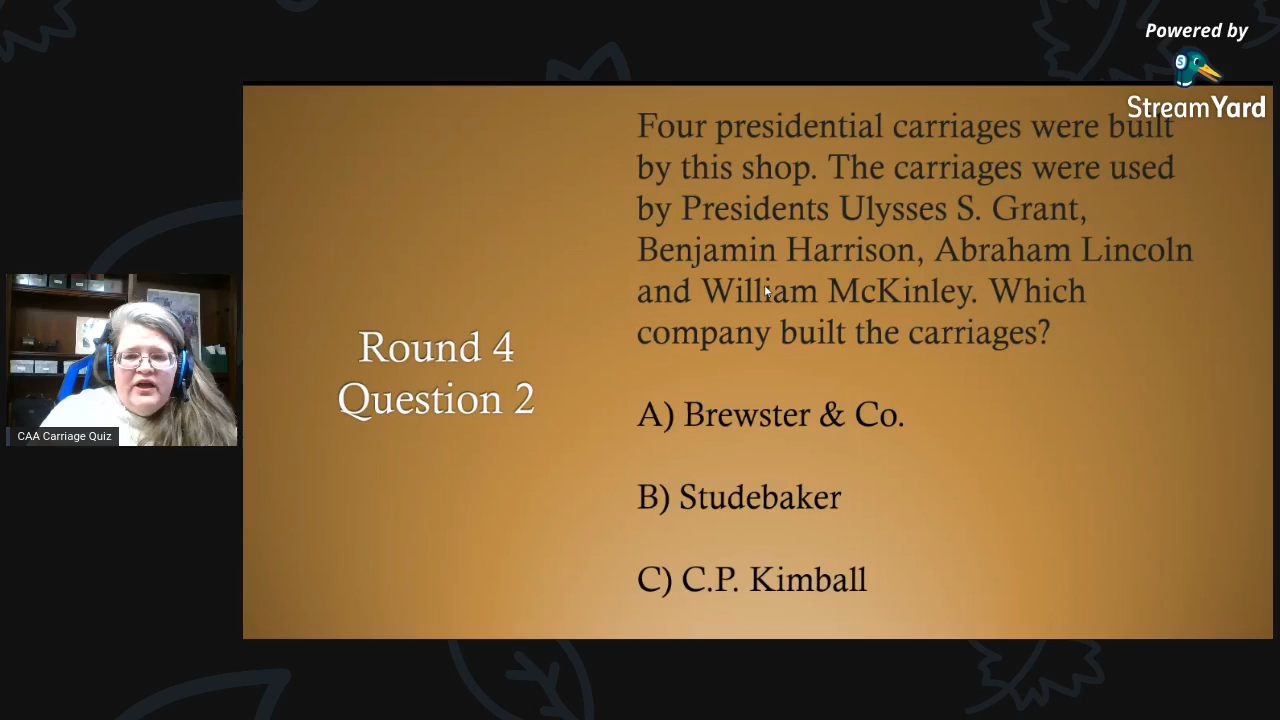 Powered by
StreamYard
Four presidential carriages were built
by this shop. The carriages were used
by Presidents Ulysses S. Grant,
Benjamin Harrison, Abraham Lincoln
and William McKinley. Which
company built the carriages?
Round 4
Question 2
A) Brewster & Co.
B) Studebaker
C) C.P. Kimball
CAA Carriage Quiz